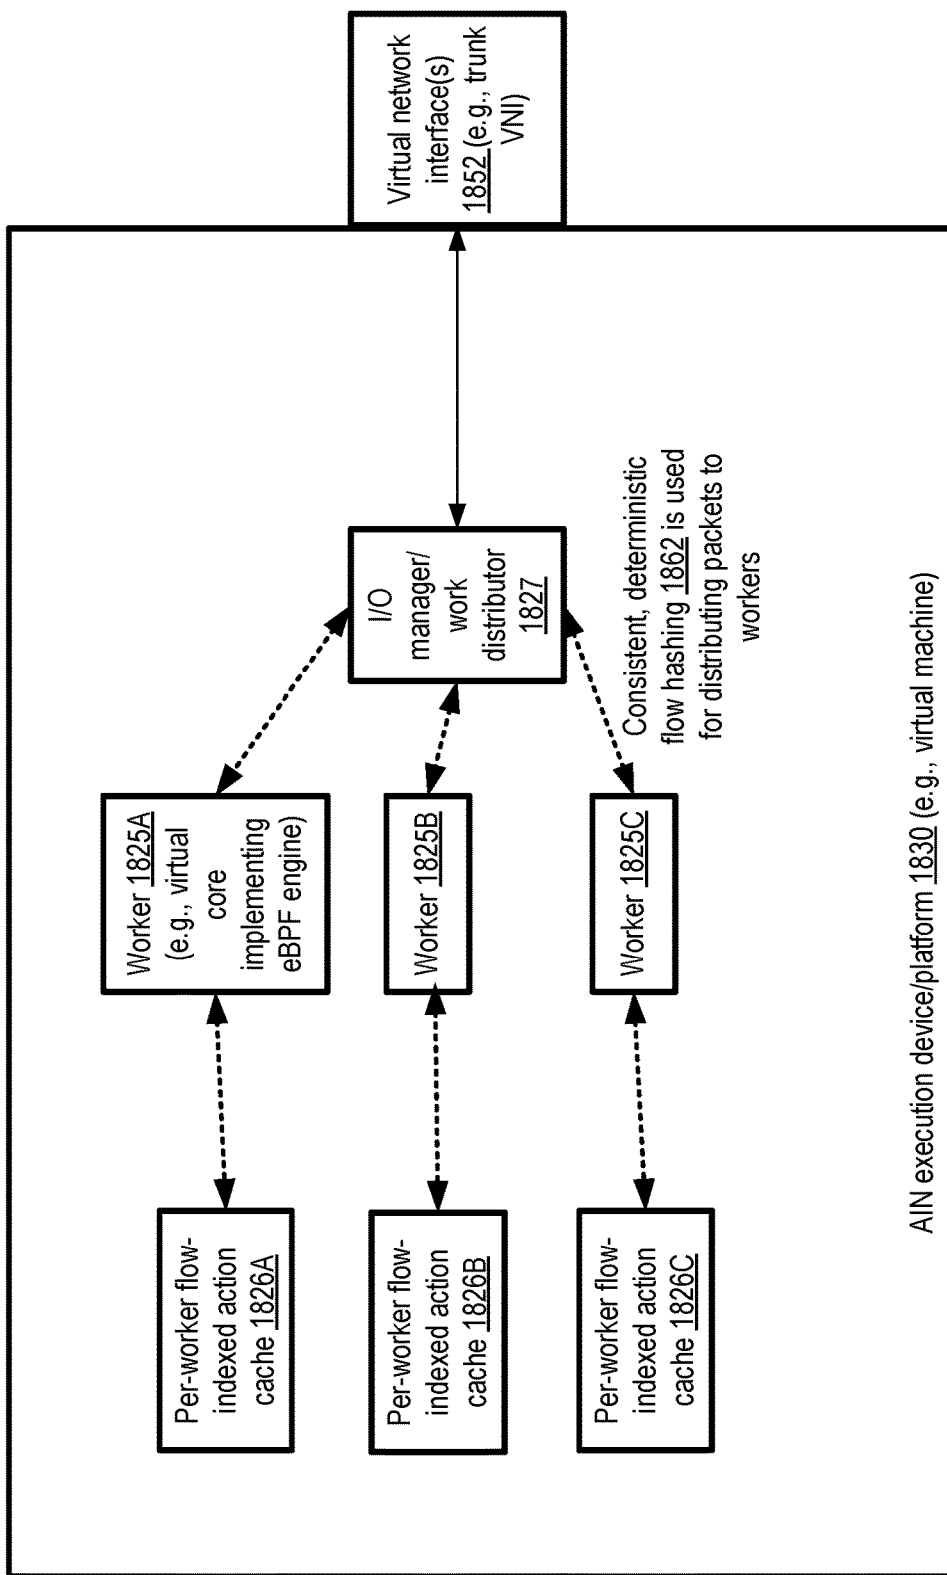 Per-worker flow-
indexed action
cache 1826A
Per-worker flow-
indexed action
cache 1826B
Per-worker flow-
indexed action
cache 1826C
Worker 1825A
(e.g., virtual
core
implementing
eBPF engine)
Worker 1825B
Worker 1825C
I/O
manager/
work
distributor
1827
Consistent, deterministic
flow hashing 1862 is used
for distributing packets to
workers
Virtual network
interface(s)
1852 (e.g., trunk
VNI)
AIN execution device/platform 1830 (e.g., virtual machine)